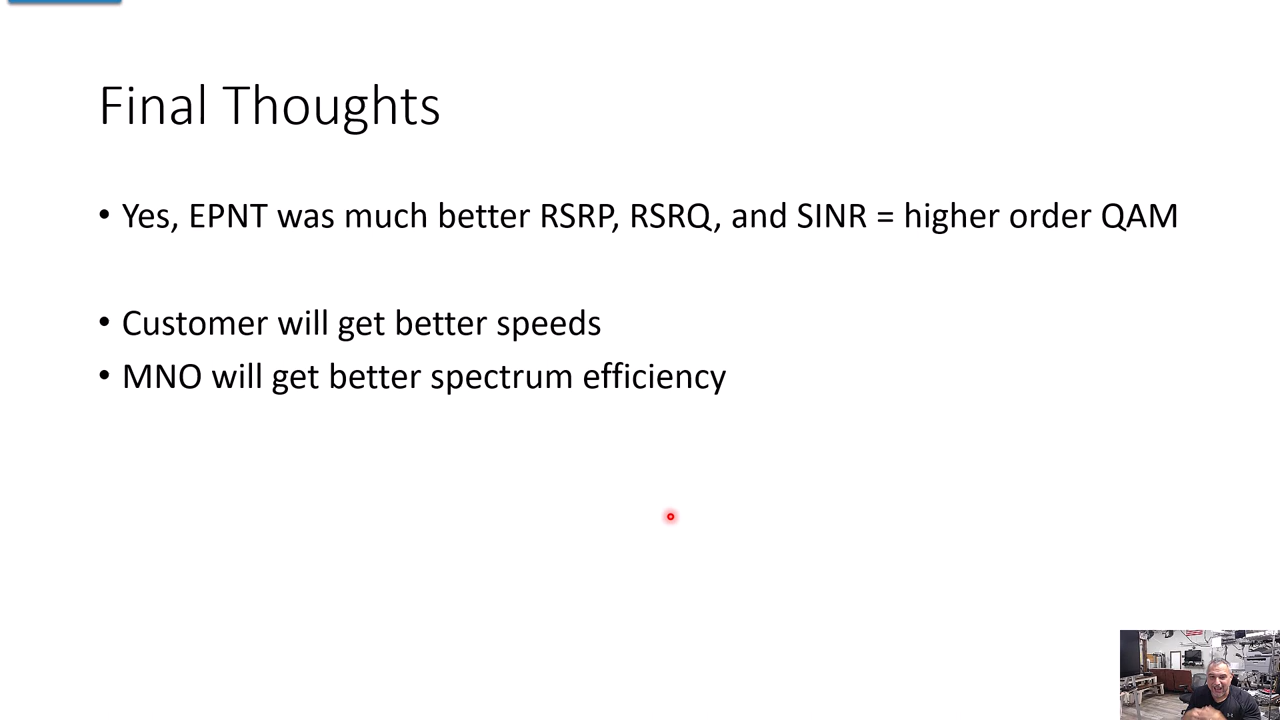 Final Thoughts
• Yes, EPNT was much better RSRP, RSRQ, and SINR = higher order QAM
• Customer will get better speeds
• MNO will get better spectrum efficiency